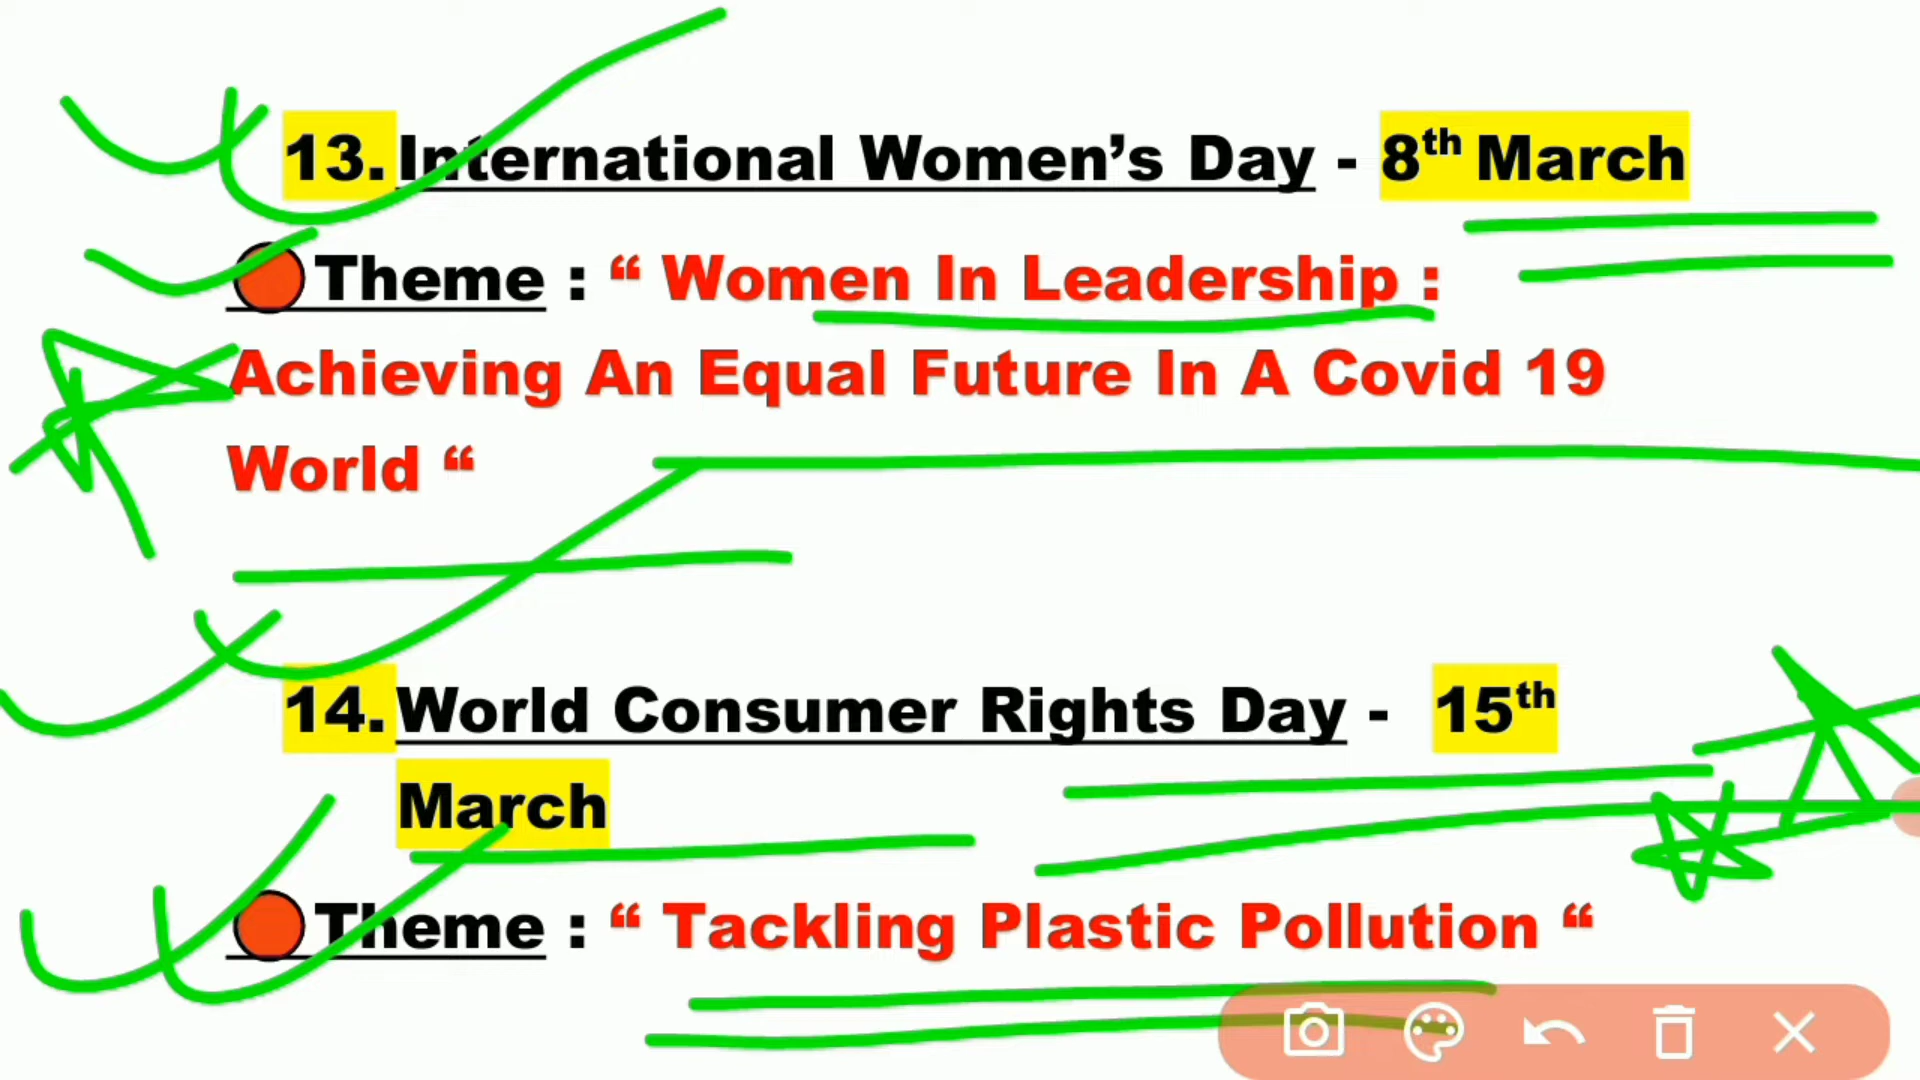 13. International Women’s Day - 8th March
Theme : “ Women In Leadership :
Achieving An Equal Future In A Covid 19
World “
14. World Consumer Rights Day - 15th
March
Theme : “ Tackling Plastic Pollution “